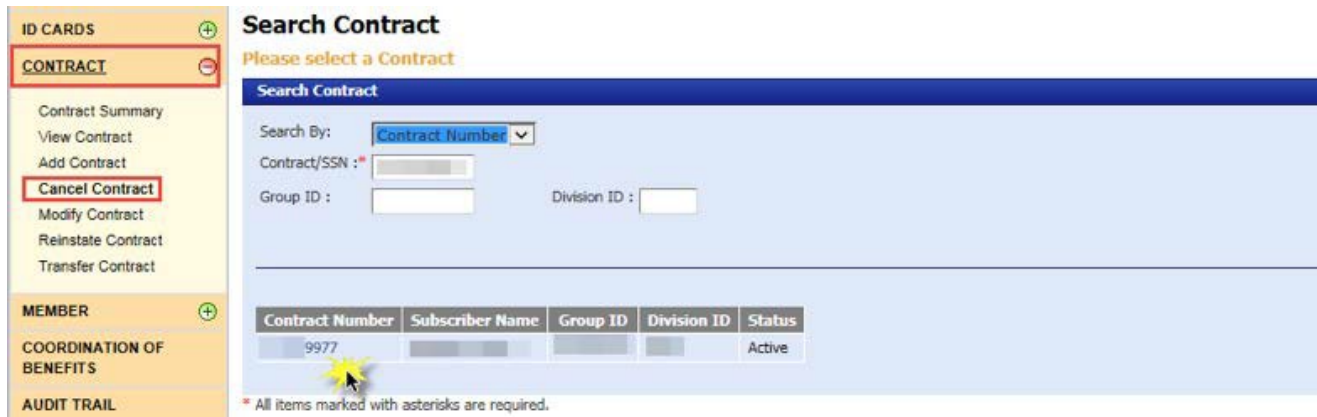 ID CARDS
CONTRACT
Contract Summary
View Contract
Add Contract
Cancel Contract
Modify Contract
Reinstate Contract
Transfer Contract
MEMBER
COORDINATION OF
BENEFITS
AUDIT TRAIL
Search Contract
Please select a Contract
Search Contract
Search By: Contract Number
Contract/SSN :*
Group ID : Division ID :
Contract Number Subscriber Name Group ID Division ID Status
9977 Active
* All items marked with asterisks are required.